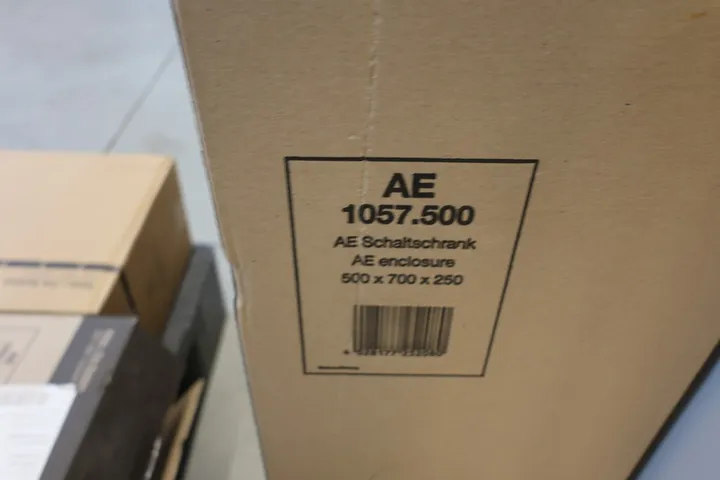 AE
1057.500
AE Schaltschrank
AE enclosure
500 x 700 x 250